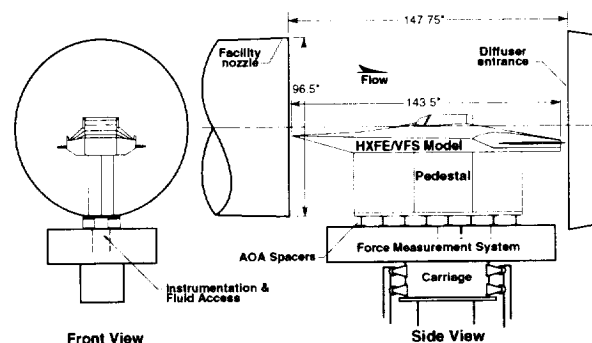 147.75"
Facility
nozzle
Diffuser
entrance
Flow
96.5"
143.5"
HXFE/VFS Model
Pedestal
AOA Spacers
Force Measurement System
Instrumentation &
Fluid Access
Carriage
Front View
Side View